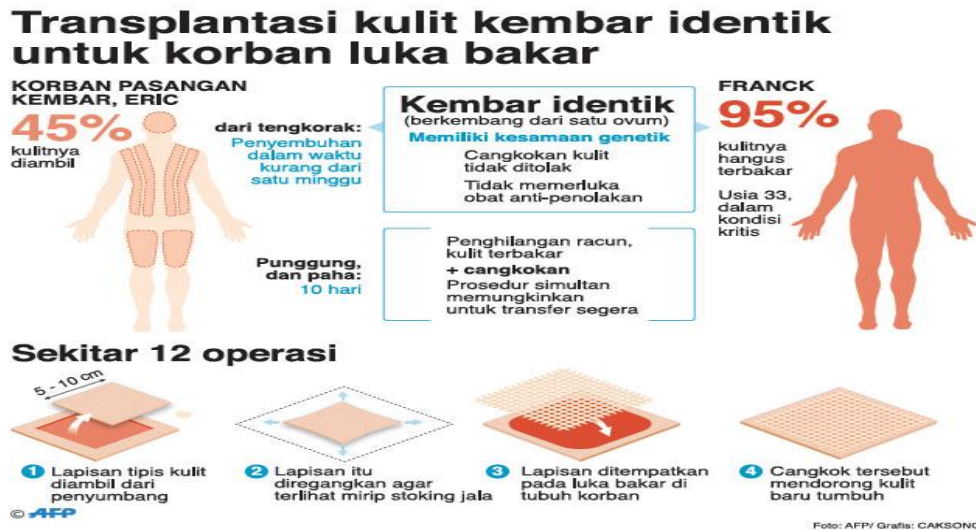 Transplantasi kulit kembar identik
untuk korban luka bakar
KORBAN PASANGAN
KEMBAR, ERIC
45%
kulitnya
diambil
dari tengkorak:
Penyembuhan
dalam waktu
kurang dari
satu minggu
Punggung,
dan paha:
10 hari
Kembar identik
(berkembang dari satu ovum)
Memiliki kesamaan genetik
Cangkokan kulit
tidak ditolak
Tidak memerluka
obat anti-penolakan
Penghilangan racun,
kulit terbakar
+ cangkokan
Prosedur simultan
memungkinkan
untuk transfer segera
FRANCK
95%
kulitnya
hangus
terbakar
Usia 33,
dalam
kondisi
kritis
Sekitar 12 operasi
5 - 10 cm
1 Lapisan tipis kulit
diambil dari
penyumbang
2 Lapisan itu
diregangkan agar
terlihat mirip stoking jala
3 Lapisan ditempatkan
pada luka bakar di
tubuh korban
4 Cangkok tersebut
mendorong kulit
baru tumbuh
© AFP
Foto: AFP/ Grafis: CAKSONO